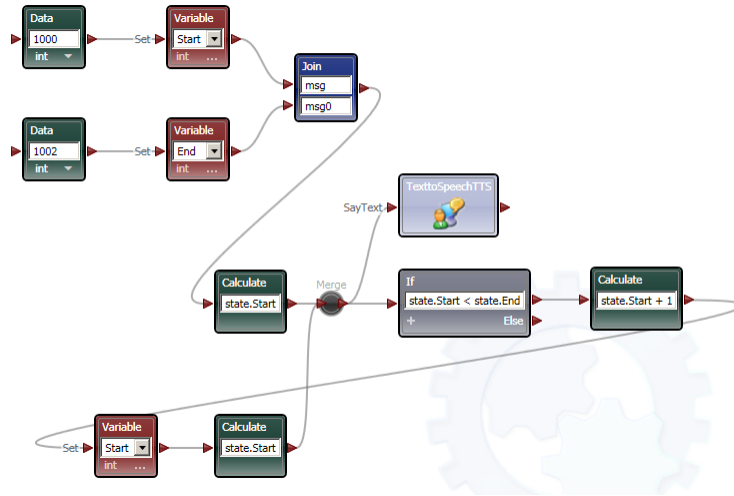 Data
1000
int
Set
Variable
Start
int ...
Join
msg
msg0
Data
1002
int
Set
Variable
End
int ...
TexttoSpeechTTS
SayText
Calculate
state.Start
Merge
If
state.Start < state.End
+ Else
Calculate
state.Start + 1
Set
Variable
Start
int ...
Calculate
state.Start